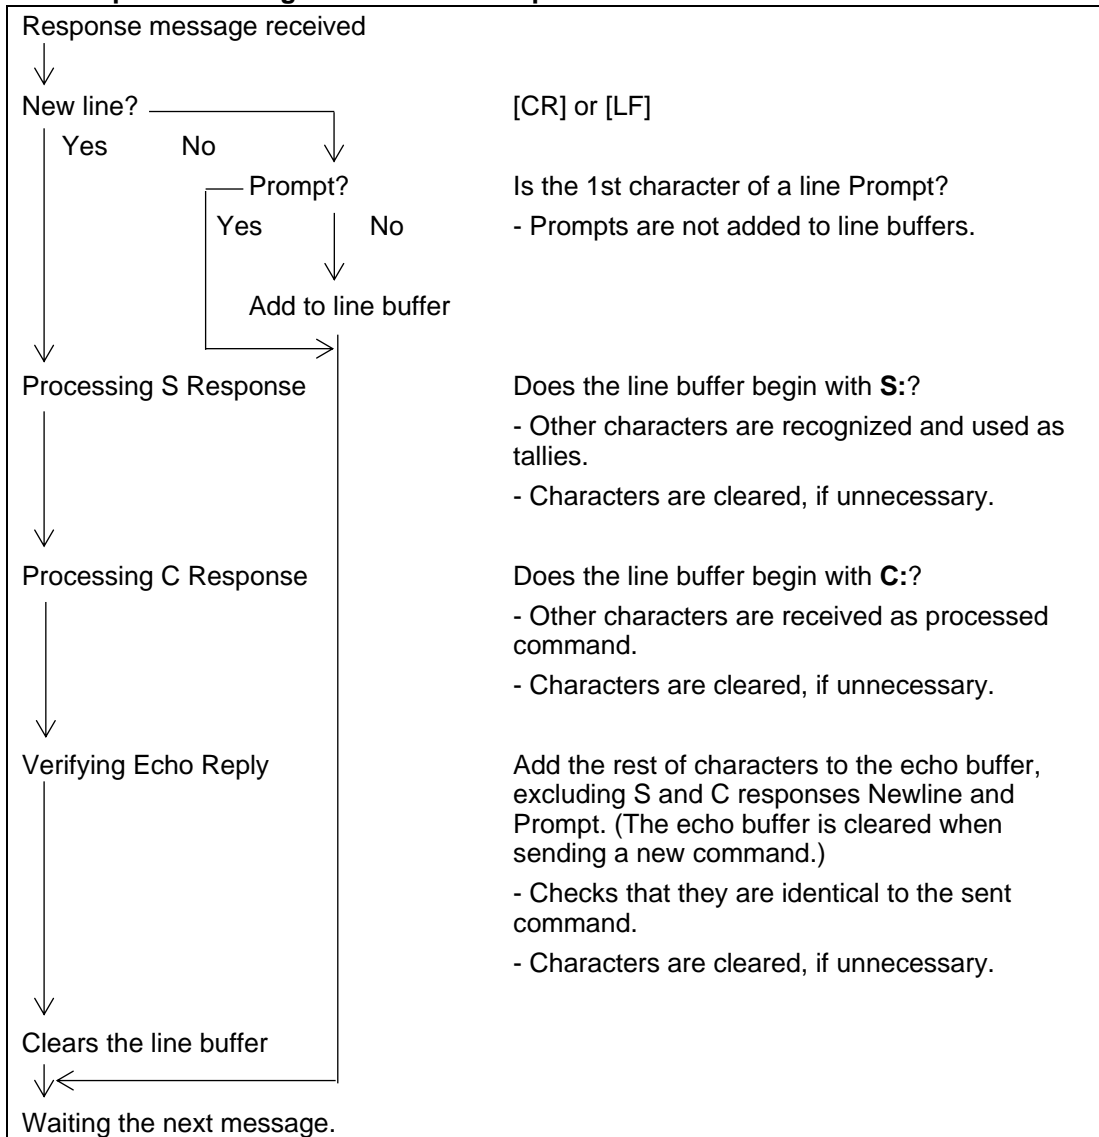 Response message received
New line? [CR] or [LF]
Yes No
Prompt? Is the 1st character of a line Prompt?
Yes No - Prompts are not added to line buffers.
Add to line buffer
Processing S Response Does the line buffer begin with S:?
- Other characters are recognized and used as
tallies.
- Characters are cleared, if unnecessary.
Processing C Response Does the line buffer begin with C:?
- Other characters are received as processed
command.
- Characters are cleared, if unnecessary.
Verifying Echo Reply Add the rest of characters to the echo buffer,
excluding S and C responses Newline and
Prompt. (The echo buffer is cleared when
sending a new command.)
- Checks that they are identical to the sent
command.
- Characters are cleared, if unnecessary.
Clears the line buffer
Waiting the next message.